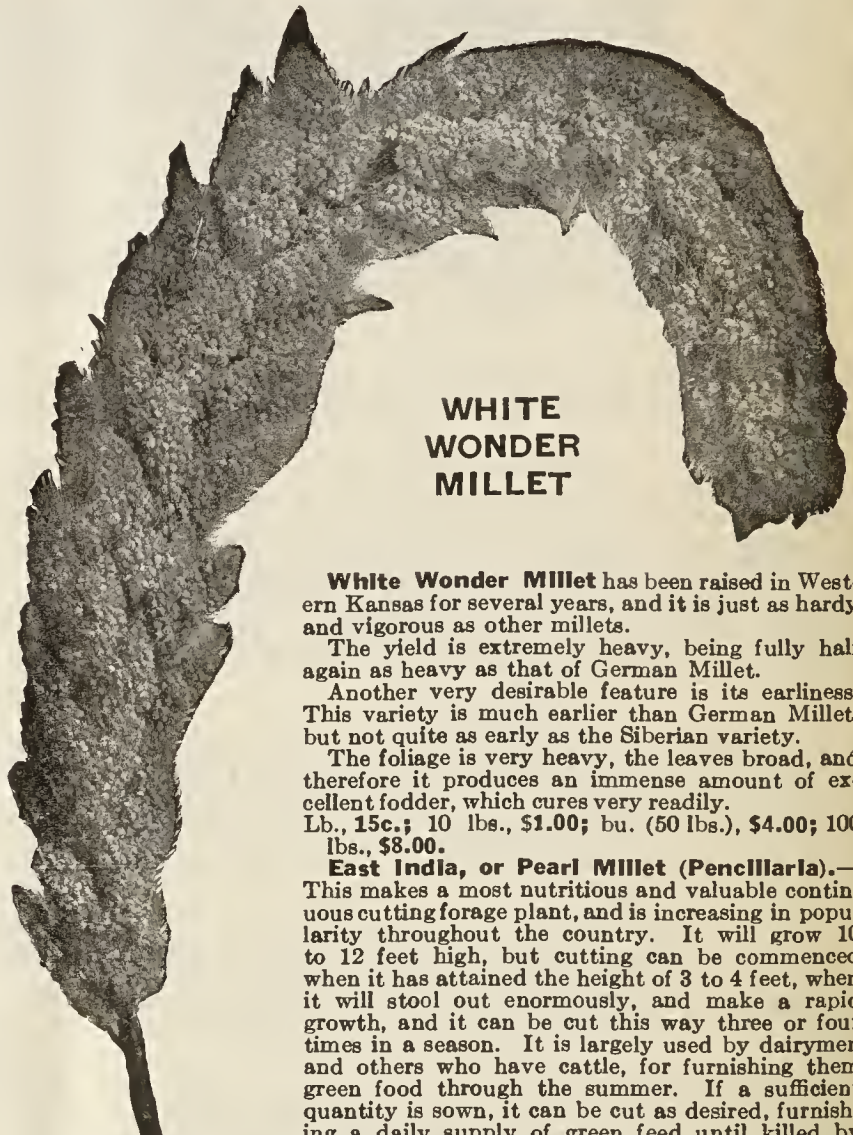 WHITE
WONDER
MILLET
White Wonder Millet has been raised in West-
ern Kansas for several years, and it is just as hardy
and vigorous as other millets.
The yield is extremely heavy, being fully hal
again as heavy as that of German Millet.
Another very desirable feature is its earliness
This variety is much earlier than German Millet
but not quite as early as the Siberian variety.
The foliage is very heavy, the leaves broad, and
therefore it produces an immense amount of ex-
cellent fodder, which cures very readily.
Lb., 15c.; 10 lbs., $1.00; bu. (50 lbs.), $4.00; 100
lbs., $8.00.
East India, or Pearl Millet (Pencillaria).—
This makes a most nutritious and valuable contin
uous cutting forage plant, and is increasing in popu
larity throughout the country. It will grow 10
to 12 feet high, but cutting can be commenced
when it has attained the height of 3 to 4 feet, when
it will stool out enormously, and make a rapid
growth, and it can be cut this way three or four
times in a season. It is largely used by dairymen
and others who have cattle, for furnishing them
green food through the summer. If a sufficient
quantity is sown, it can be cut as desired, furnish
ing a daily supply of green feed until killed by